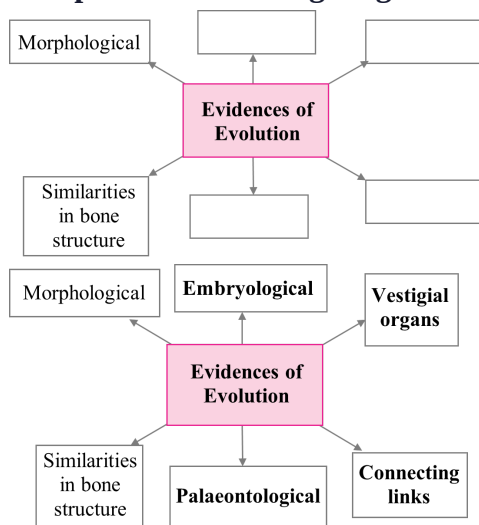 Morphological
Evidences of
Evolution
Similarities
in bone
structure
Morphological
Embryological
Vestigial
organs
Evidences of
Evolution
Similarities
in bone
structure
Palaeontological
Connecting
links